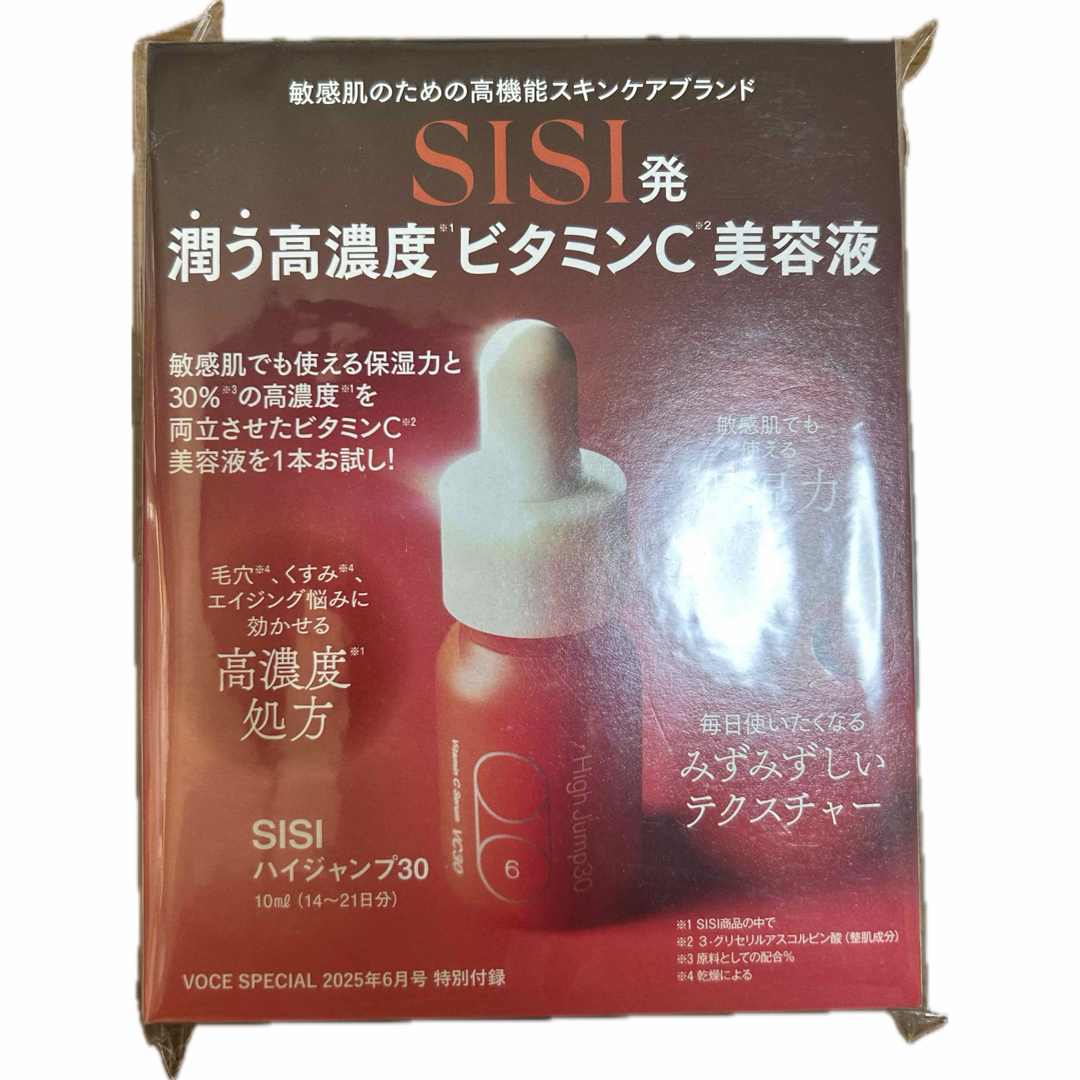 敏感肌のための高機能スキンケアブランド
SISI発
潤う高濃度※1ビタミンC※2美容液
敏感肌でも使える保湿力と
30%※3の高濃度※1を
両立させたビタミンC※2
美容液を1本お試し!
敏感肌でも
使える
力
毛穴※4、くすみ※4、
エイジング悩みに
効かせる
高濃度※1
処方
毎日使いたくなる
みずみずしい
テクスチャー
Vitamin C Serum VC30
6
High Jump30
SISI
ハイジャンプ30
10ml(14〜21日分)
※1 SISI商品の中で
※2 3-グリセリルアスコルビン酸(整肌成分)
※3 原料としての配合%
※4 乾燥による
VOCE SPECIAL 2025年6月号 特別付録